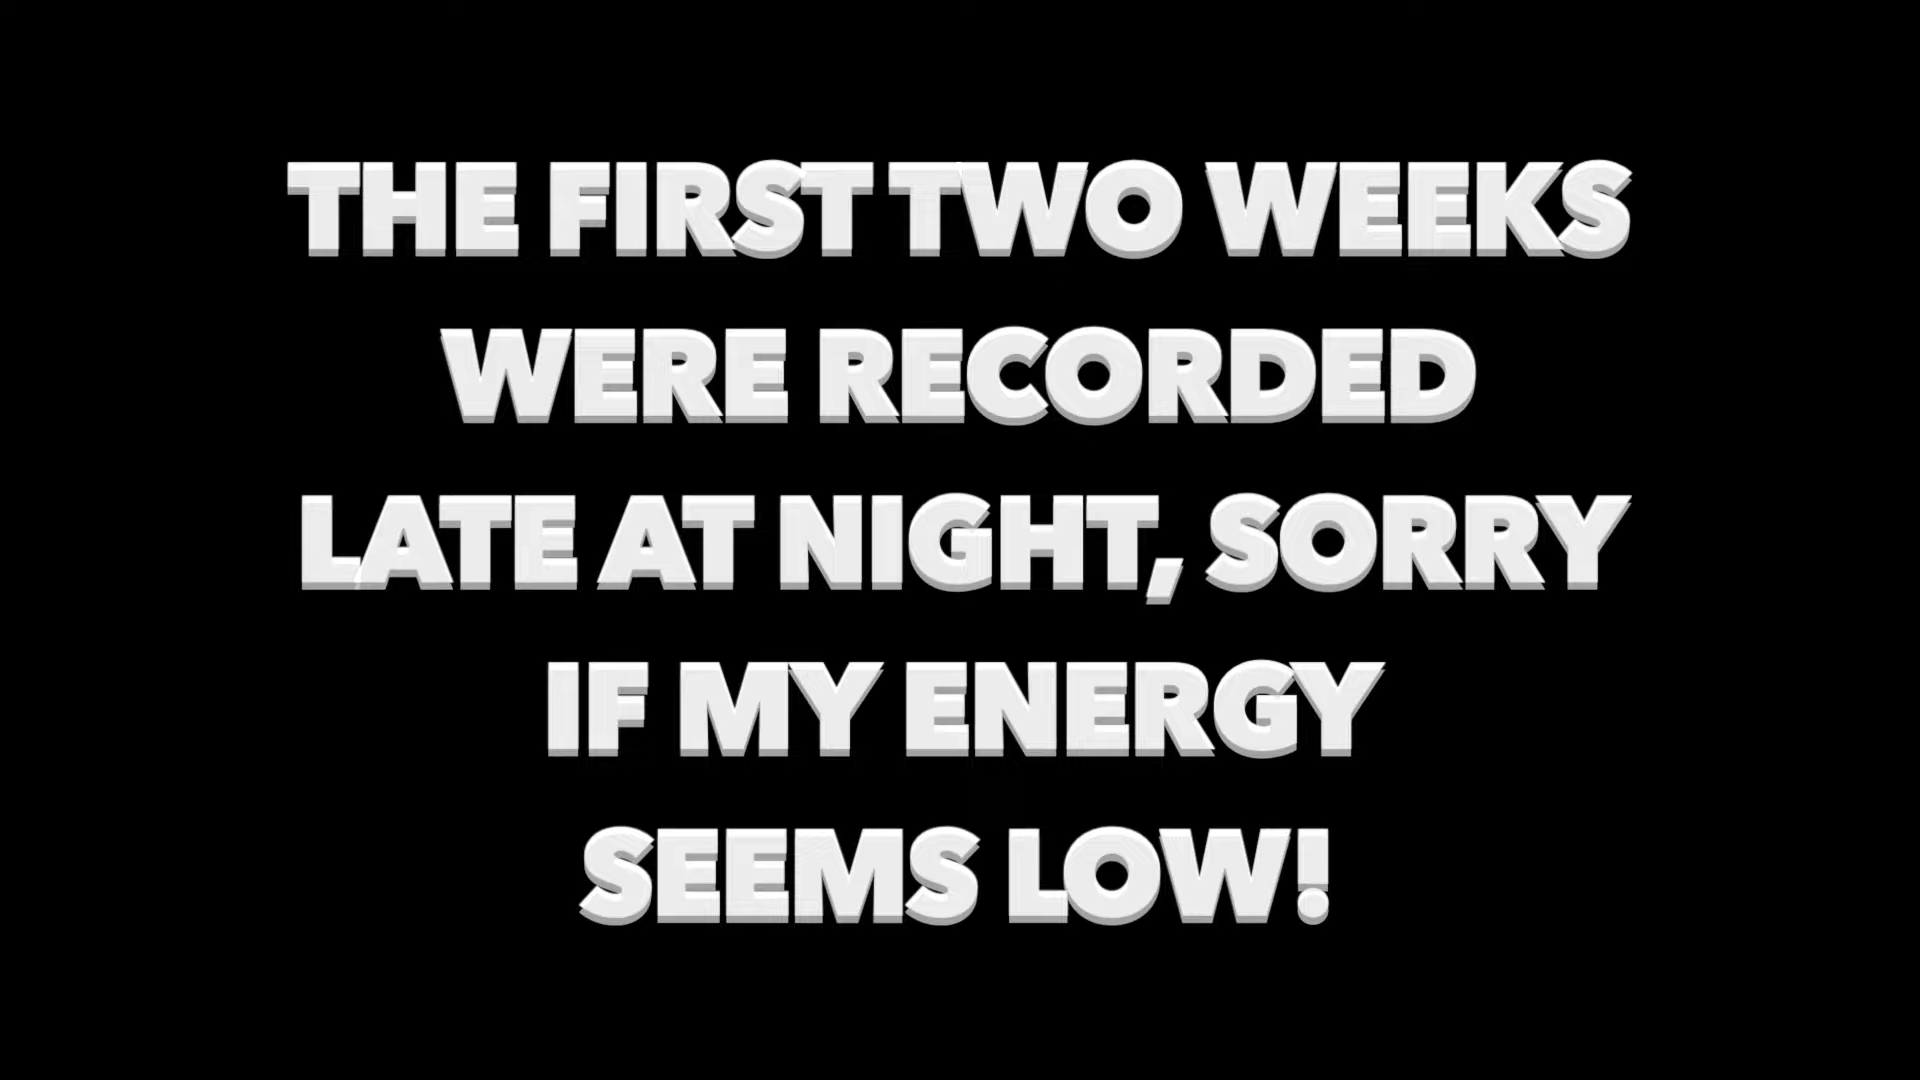 THE FIRST TWO WEEKS
WERE RECORDED
LATE AT NIGHT, SORRY
IF MY ENERGY
SEEMS LOW!